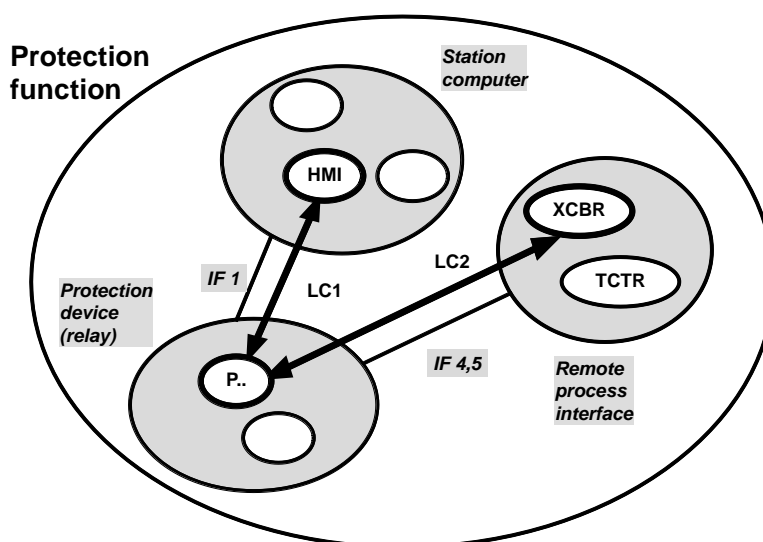 Protection
function
Station
computer
HMI
XCBR
TCTR
LC2
IF 1
LC1
Protection
device
(relay)
IF 4,5
P..
Remote
process
interface